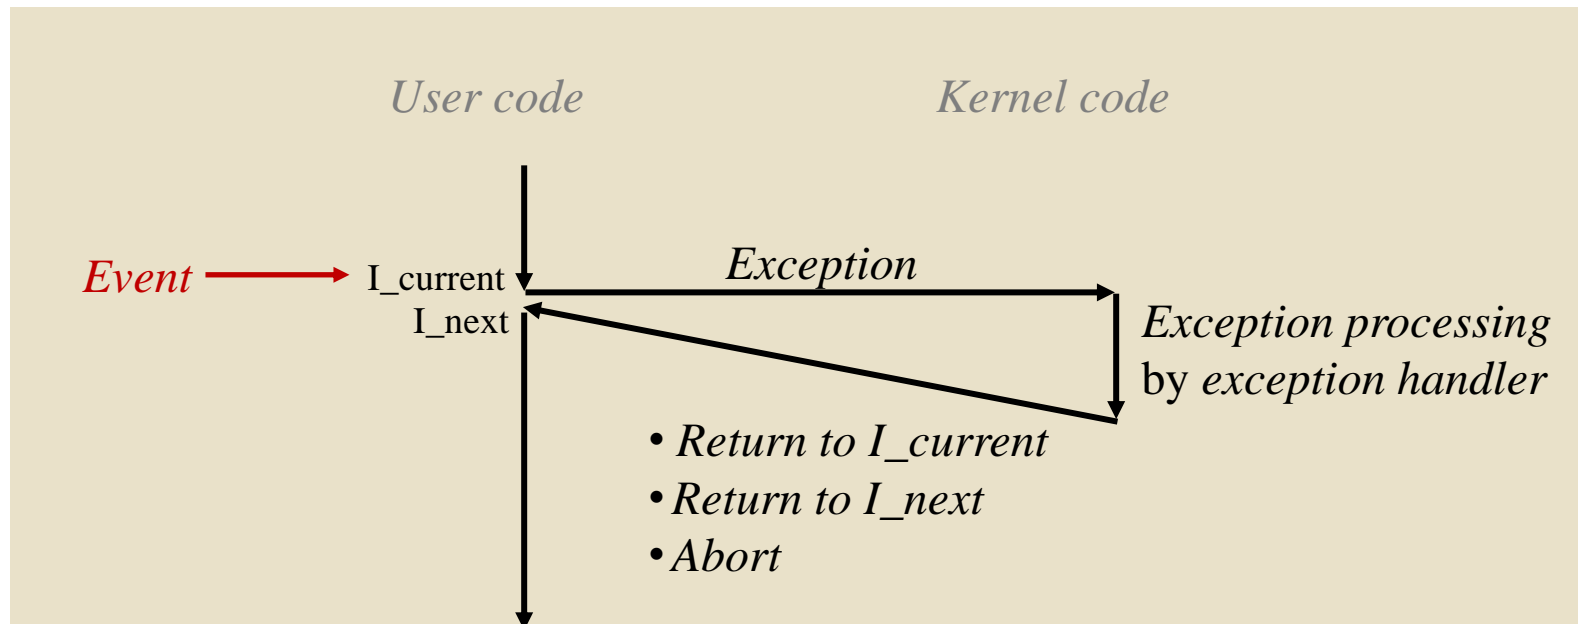 User code
Kernel code
Event
I_current
I_next
Exception
Exception processing
by exception handler
• Return to I_current
• Return to I_next
• Abort